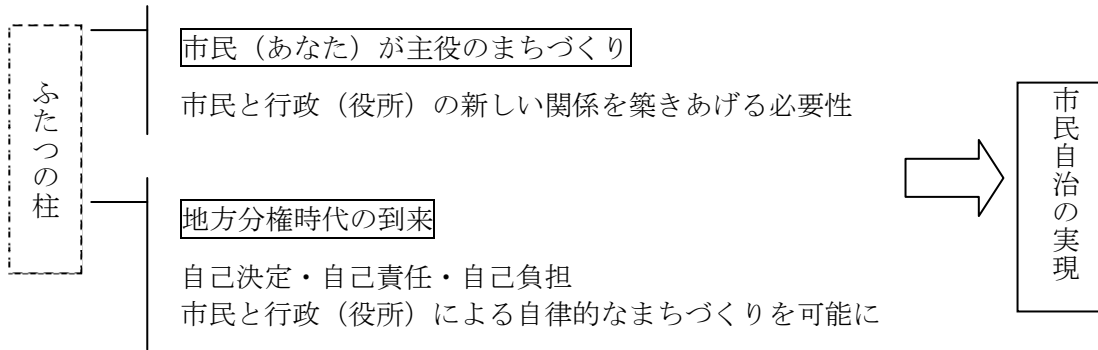 ふたつの柱
市民（あなた）が主役のまちづくり
市民と行政（役所）の新しい関係を築きあげる必要性
地方分権時代の到来
自己決定・自己責任・自己負担
市民と行政（役所）による自律的なまちづくりを可能に
市民自治の実現